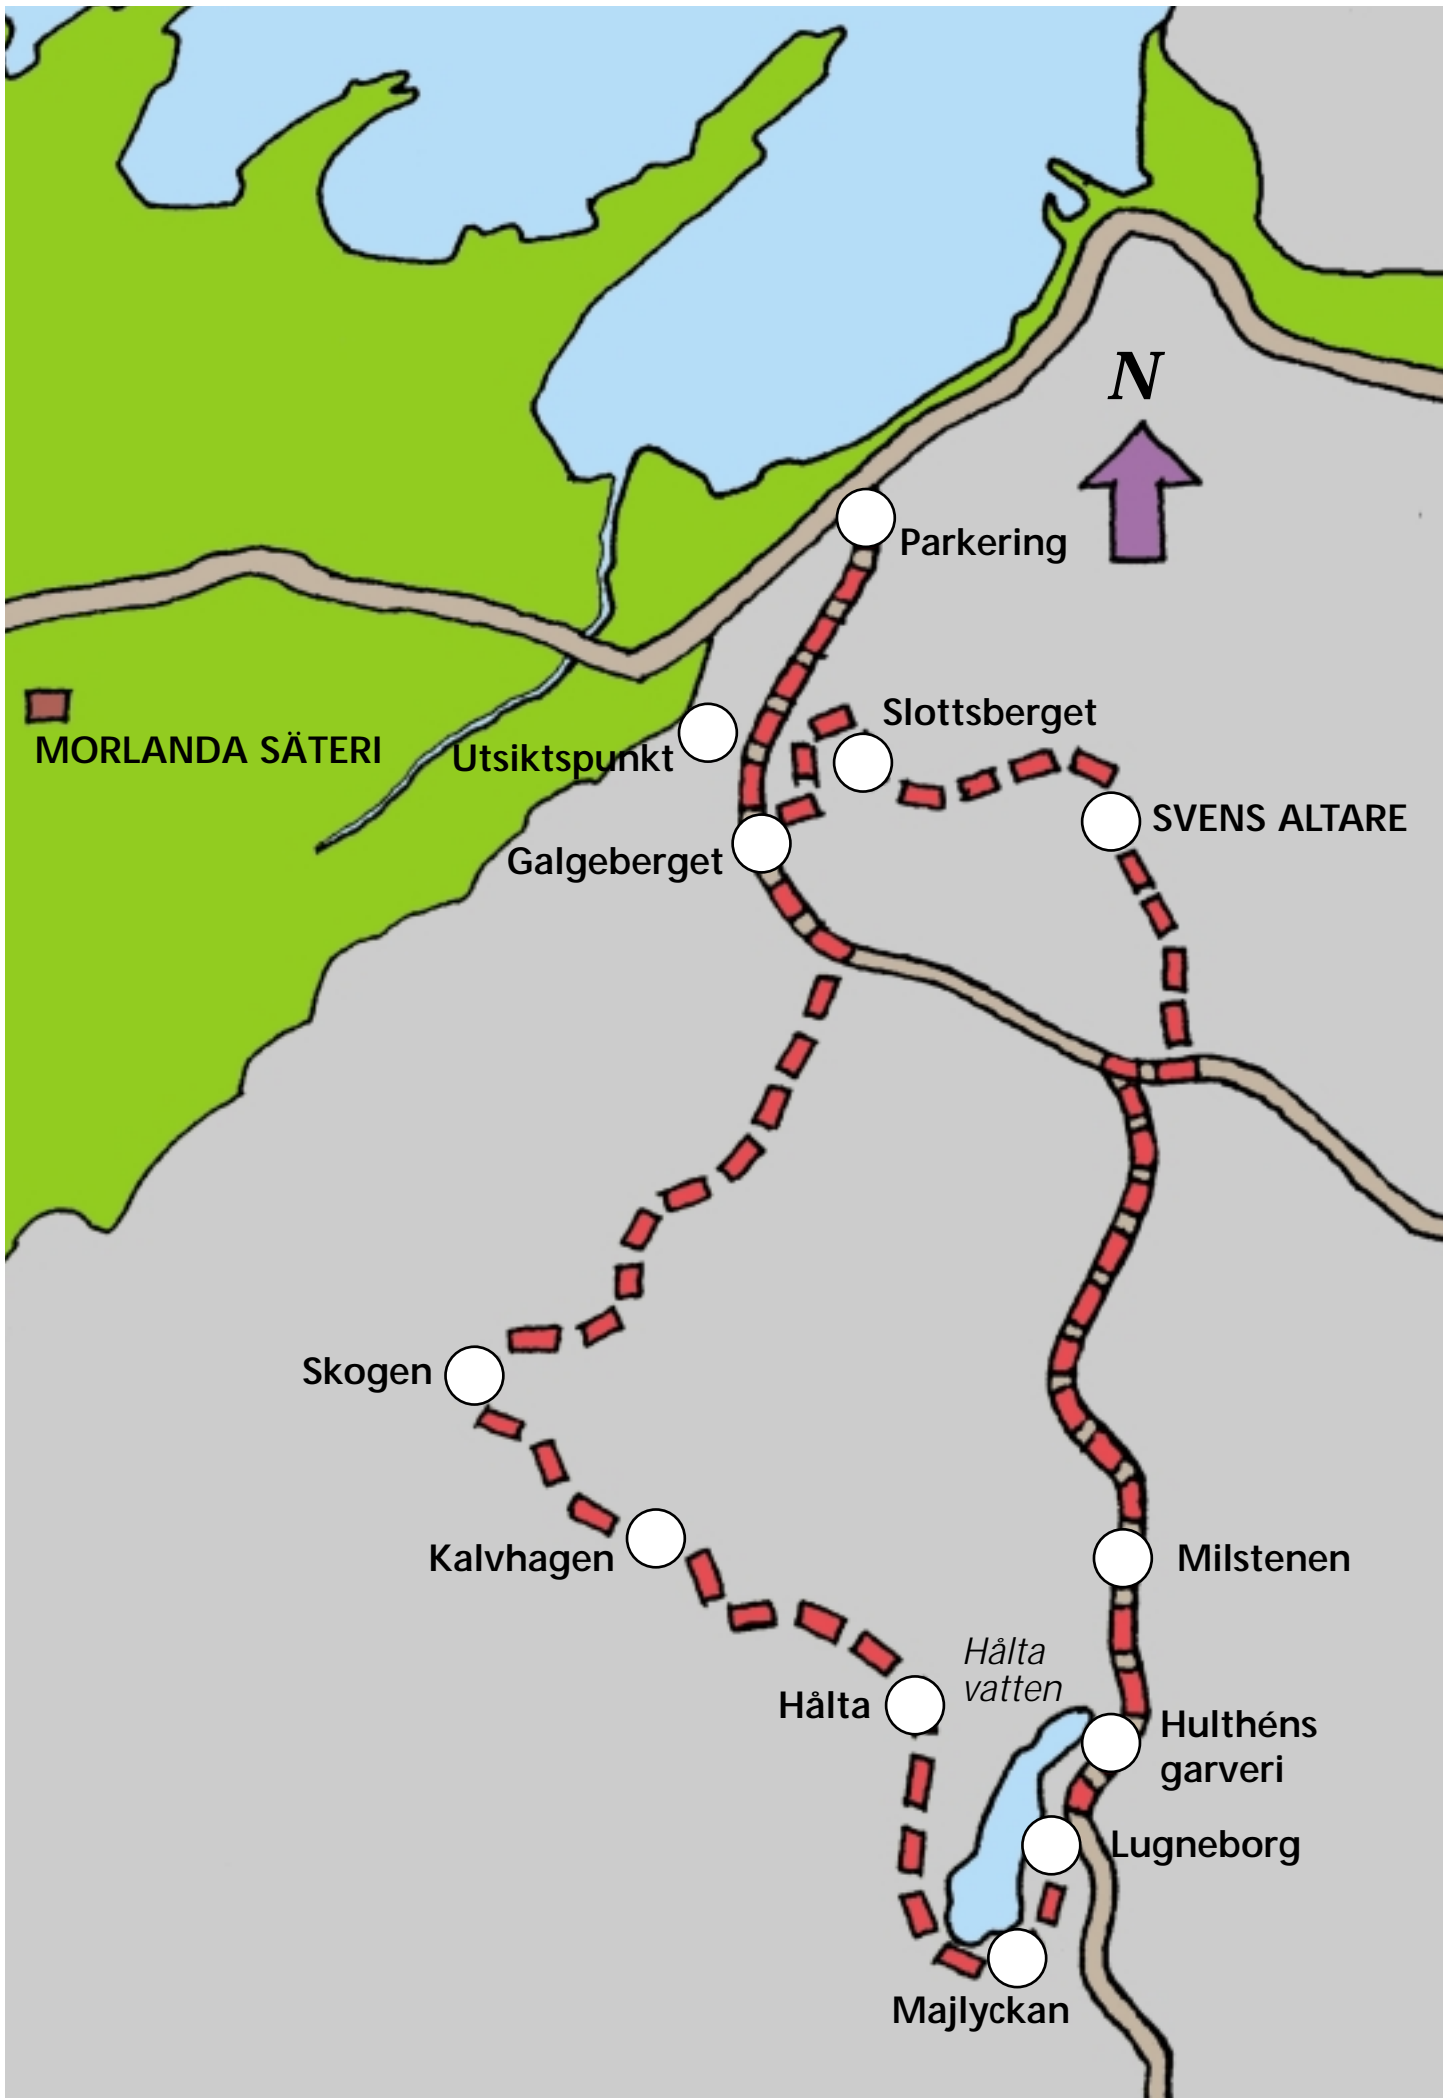 N
Parkering
Slottsberget
MORLANDA SÄTERI
Utsiktspunkt
SVENS ALTARE
Galgeberget
Skogen
Kalvhagen
Milstenen
Hålta
vatten
Hålta
Hulthéns
garveri
Lugneborg
Majlyckan